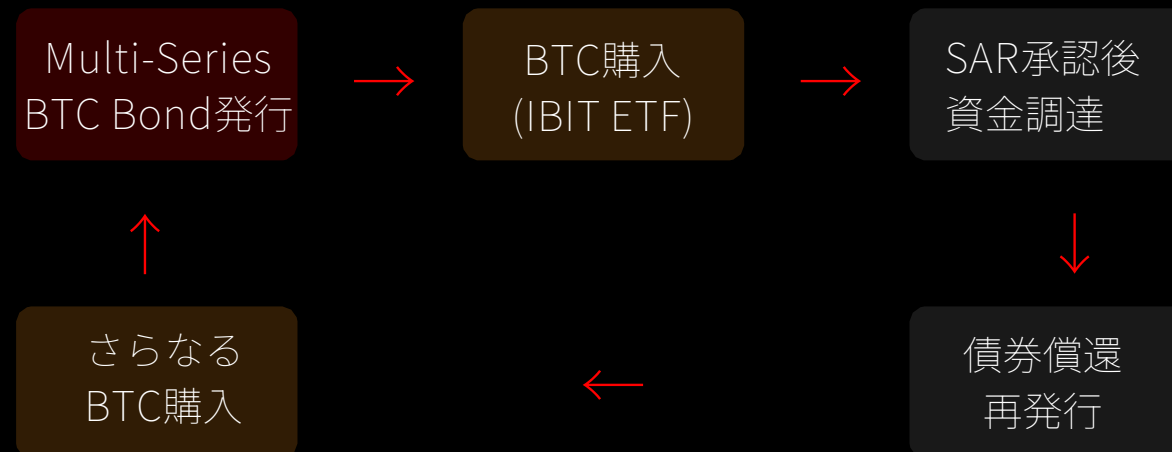 Multi-Series
BTC Bond発行
BTC購入
(IBIT ETF)
SAR承認後
資金調達
債券償還
再発行
さらなる
BTC購入